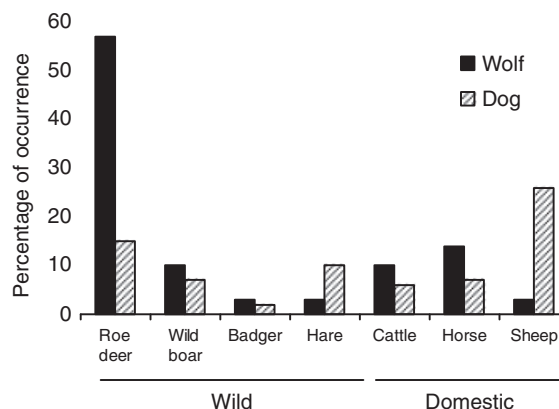 Percentage of occurrence
60
50
40
30
20
10
0
Wolf
Dog
Roe deer
Wild boar
Badger
Hare
Cattle
Horse
Sheep
Wild
Domestic